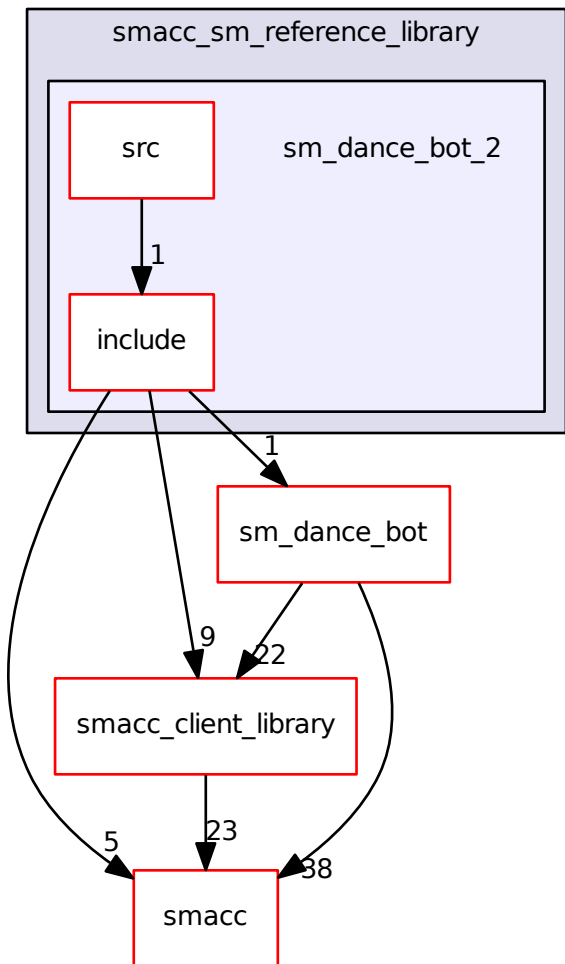 smacc_sm_reference_library
src
sm_dance_bot_2
1
include
1
sm_dance_bot
9
22
smacc_client_library
5
23
38
smacc